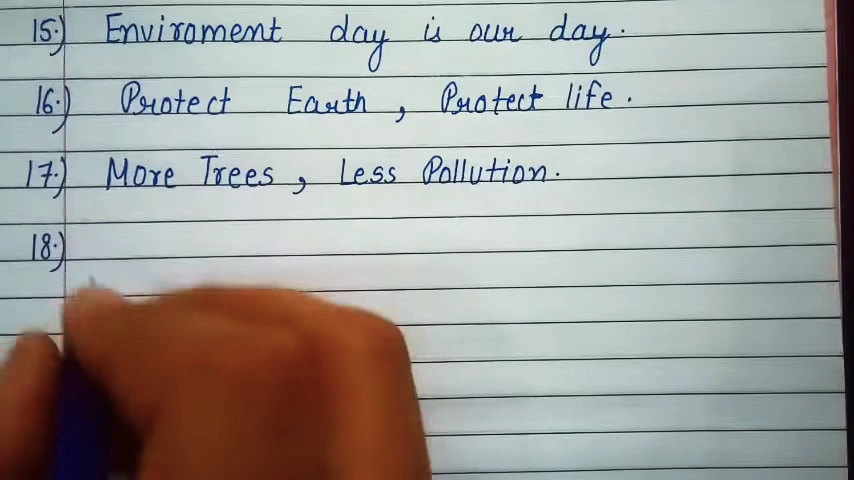 15.) Enviroment day is our day.
16.) Protect Earth, Protect life.
17.) More Trees, Less Pollution.
18.)